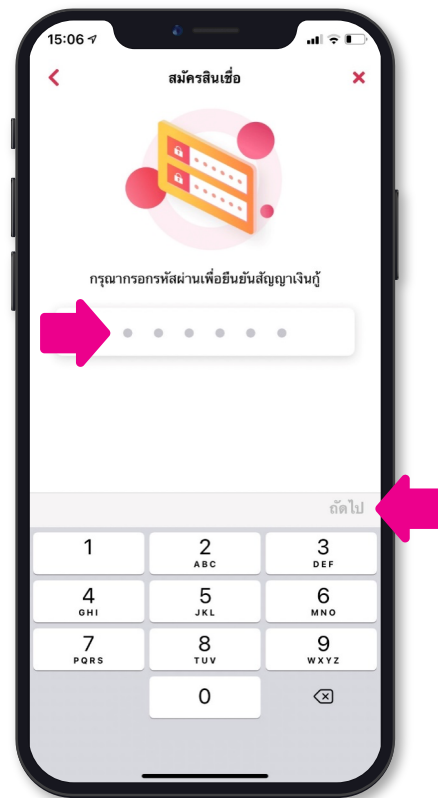 15:06
สมัครสินเชื่อ
กรุณากรอกรหัสผ่านเพื่อยืนยันสัญญาเงินกู้
ถัดไป
1
2
ABC
3
DEF
4
GHI
5
JKL
6
MNO
7
PQRS
8
TUV
9
WXYZ
0